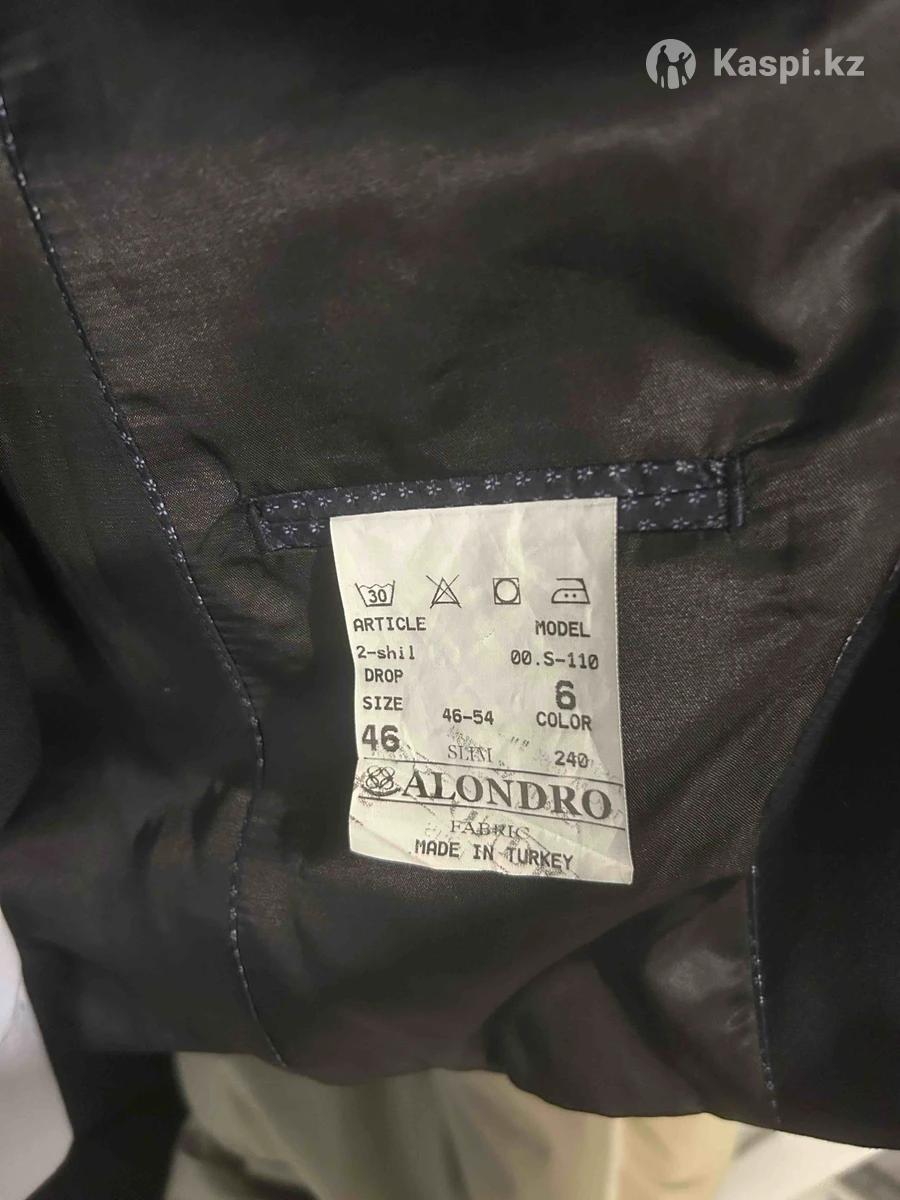 Kaspi.kz
30
ARTICLE MODEL
2-shil 00.S-110
DROP 6
SIZE 46-54 COLOR
46 SLIM 240
ALONDRO
FABRIC
MADE IN TURKEY